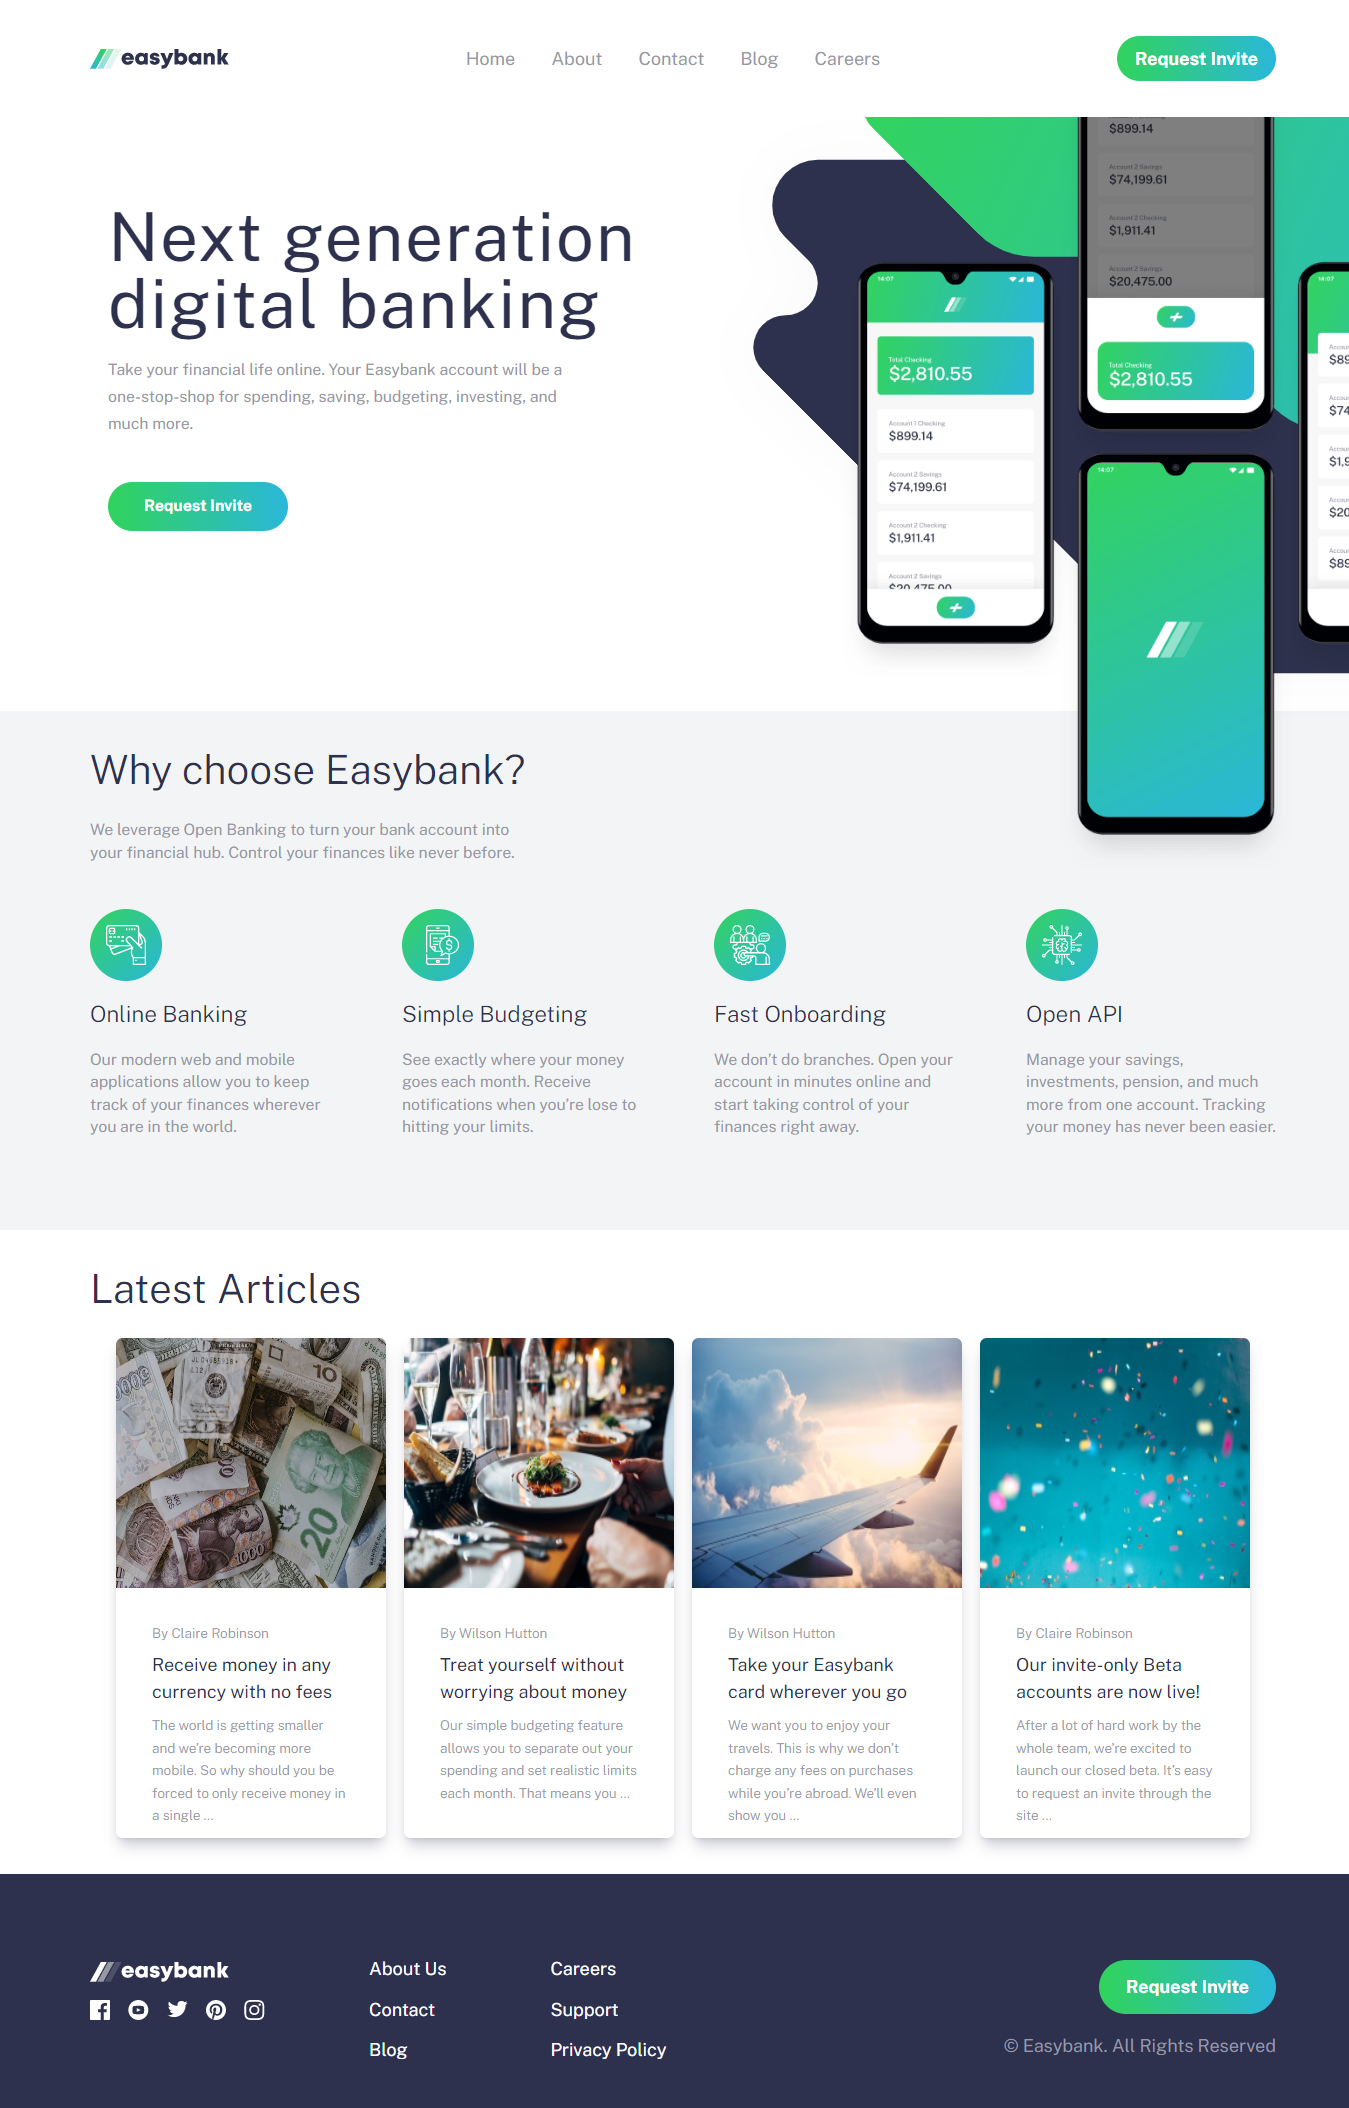 easybank
Home
About
Contact
Blog
Careers
Request Invite
Next generation
digital banking
Take your financial life online. Your Easybank account will be a
one-stop-shop for spending, saving, budgeting, investing, and
much more.
Request Invite
$899.14
Account 2 Savings
$74,199.61
Account 2 Checking
$1,911.41
Account 2 Savings
$20,475.00
Total Checking
$2,810.55
14:07
Total Checking
$2,810.55
Account 1 Checking
$899.14
Account 2 Savings
$74,199.61
Account 2 Checking
$1,911.41
Account 2 Savings
$20,475.00
14:07
14:07
Why choose Easybank?
We leverage Open Banking to turn your bank account into
your financial hub. Control your finances like never before.
Online Banking
Our modern web and mobile
applications allow you to keep
track of your finances wherever
you are in the world.
Simple Budgeting
See exactly where your money
goes each month. Receive
notifications when you’re lose to
hitting your limits.
Fast Onboarding
We don’t do branches. Open your
account in minutes online and
start taking control of your
finances right away.
Open API
Manage your savings,
investments, pension, and much
more from one account. Tracking
your money has never been easier.
Latest Articles
By Claire Robinson
Receive money in any
currency with no fees
The world is getting smaller
and we’re becoming more
mobile. So why should you be
forced to only receive money in
a single …
By Wilson Hutton
Treat yourself without
worrying about money
Our simple budgeting feature
allows you to separate out your
spending and set realistic limits
each month. That means you …
By Wilson Hutton
Take your Easybank
card wherever you go
We want you to enjoy your
travels. This is why we don’t
charge any fees on purchases
while you’re abroad. We’ll even
show you …
By Claire Robinson
Our invite-only Beta
accounts are now live!
After a lot of hard work by the
whole team, we’re excited to
launch our closed beta. It’s easy
to request an invite through the
site …
easybank
About Us
Contact
Blog
Careers
Support
Privacy Policy
Request Invite
© Easybank. All Rights Reserved